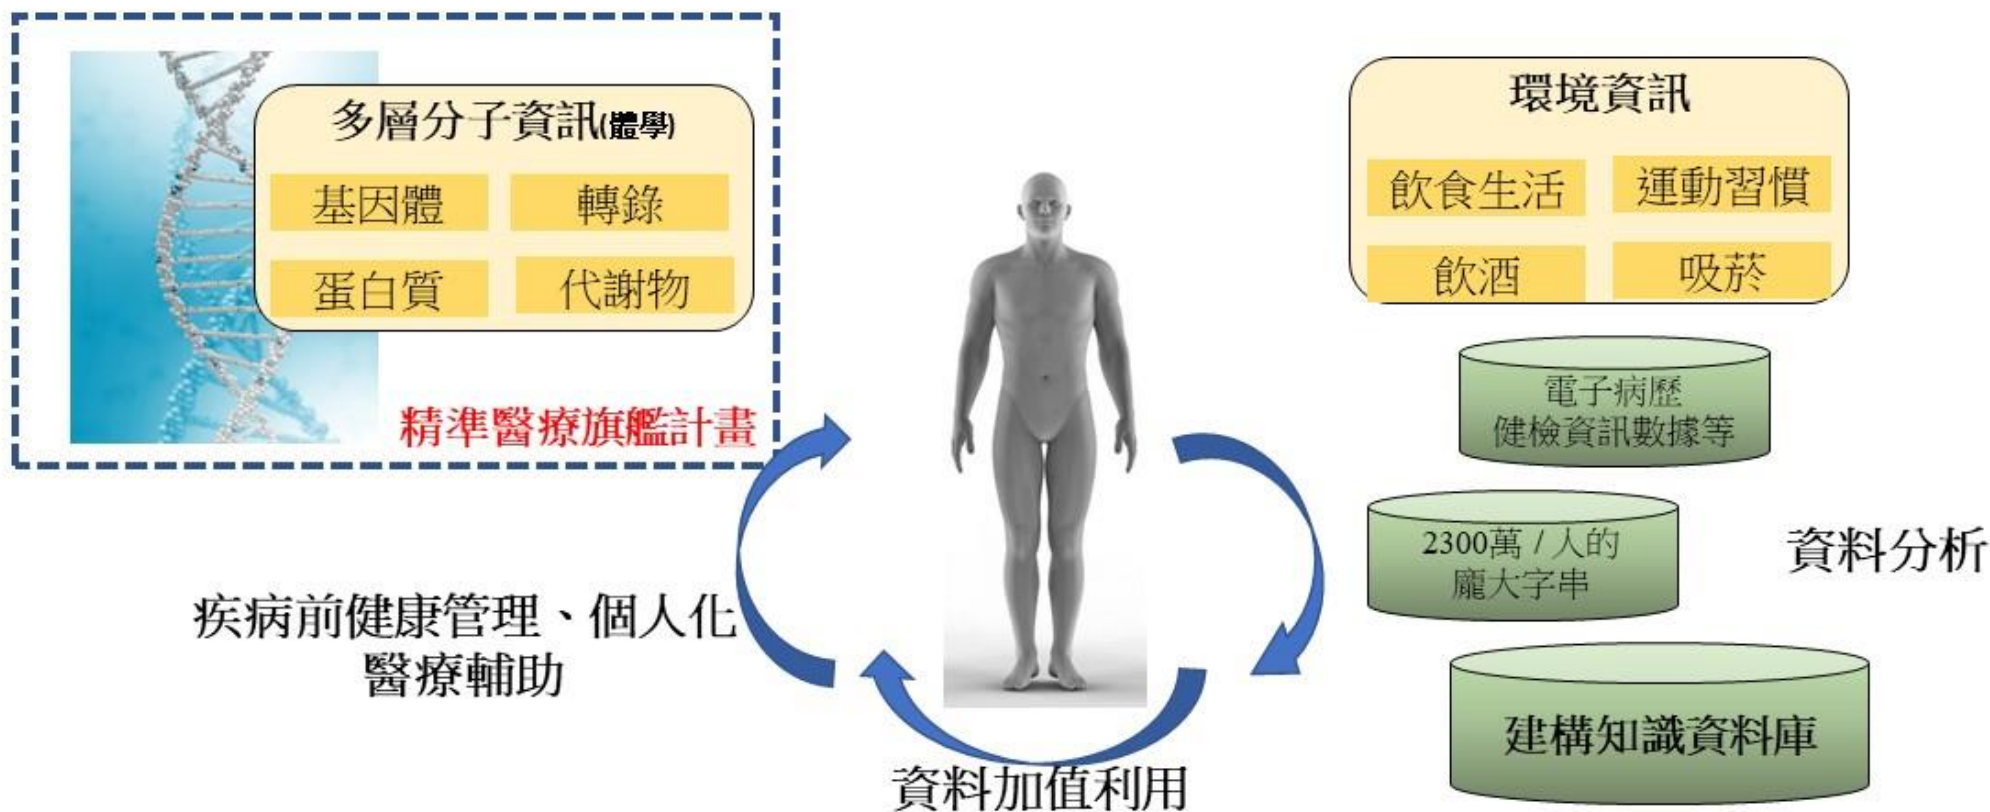 多層分子資訊(體學)
基因體
轉錄
蛋白質
代謝物
精準醫療旗艦計畫
環境資訊
飲食生活
運動習慣
飲酒
吸菸
電子病歷
健檢資訊數據等
2300萬 / 人的
龐大字串
資料分析
建構知識資料庫
資料加值利用
疾病前健康管理、個人化
醫療輔助